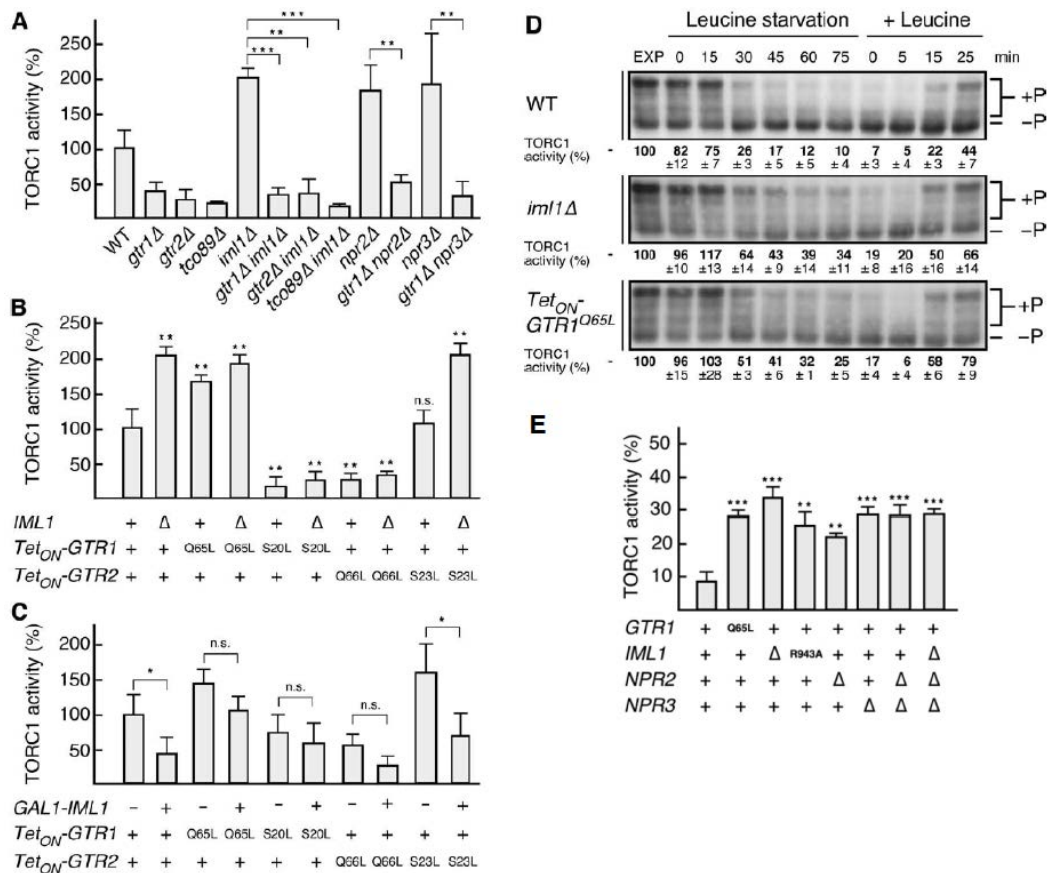 A
TORC1 activity (%)
250
200
150
100
50
*** ** *** ** **
WT gtr1Δ gtr2Δ tco89Δ iml1Δ gtr1Δ iml1Δ gtr2Δ iml1Δ tco89Δ iml1Δ npr2Δ gtr1Δ npr2Δ npr3Δ gtr1Δ npr3Δ
B
TORC1 activity (%)
250
200
150
100
50
** ** ** ** ** ** ** n.s. **
IML1 + Δ + Δ + Δ + Δ + Δ
TetON-GTR1 + + Q65L Q65L S20L S20L + + + +
TetON-GTR2 + + + + + + Q66L Q66L S23L S23L
C
TORC1 activity (%)
200
150
100
50
* n.s. n.s. n.s. *
GAL1-IML1 − + − + − + − + − +
TetON-GTR1 + + Q65L Q65L S20L S20L + + + +
TetON-GTR2 + + + + + + Q66L Q66L S23L S23L
D
Leucine starvation + Leucine
EXP 0 15 30 45 60 75 0 5 15 25 min
WT +P −P
TORC1 activity (%) - 100 82 75 26 17 12 10 7 5 22 44
±12 ± 7 ± 3 ± 5 ± 5 ± 4 ± 3 ± 4 ± 3 ± 7
iml1Δ +P −P
TORC1 activity (%) - 100 96 117 64 43 39 34 19 20 50 66
±10 ±13 ±14 ± 9 ±14 ±11 ± 8 ±16 ±16 ±14
TetON-GTR1Q65L +P −P
TORC1 activity (%) - 100 96 103 51 41 32 25 17 6 58 79
±15 ±28 ± 3 ± 6 ± 1 ± 5 ± 4 ± 4 ± 6 ± 9
E
TORC1 activity (%)
50
40
30
20
10
*** *** ** ** *** *** ***
GTR1 + Q65L + + + + + +
IML1 + + Δ R943A + + + Δ
NPR2 + + + + Δ + Δ Δ
NPR3 + + + + + Δ Δ Δ